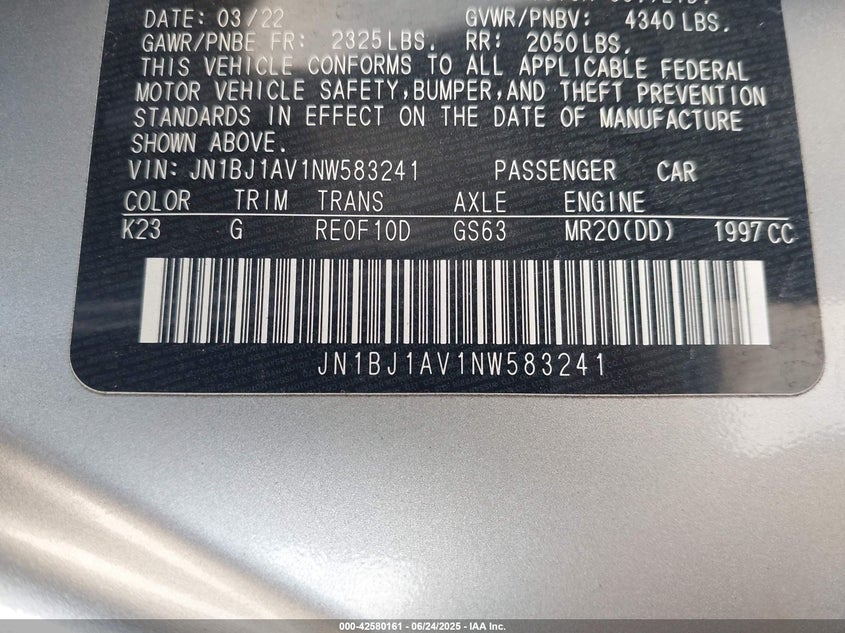 DATE: 03/22 GVWR/PNBV: 4340 LBS.
GAWR/PNBE FR: 2325 LBS. RR: 2050 LBS.
THIS VEHICLE CONFORMS TO ALL APPLICABLE FEDERAL
MOTOR VEHICLE SAFETY, BUMPER, AND THEFT PREVENTION
STANDARDS IN EFFECT ON THE DATE OF MANUFACTURE
SHOWN ABOVE.
VIN: JN1BJ1AV1NW583241 PASSENGER CAR
COLOR TRIM TRANS AXLE ENGINE
K23 G RE0F10D GS63 MR20(DD) 1997 CC
JN1BJ1AV1NW583241
000-42580161 - 06/24/2025 - IAA Inc.